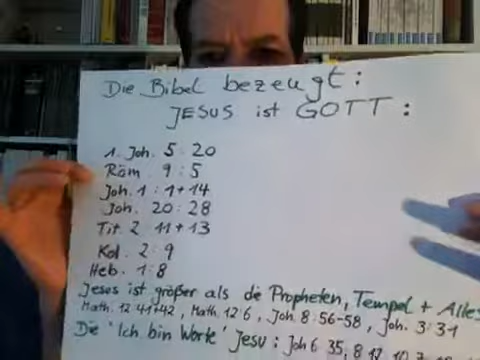 Die Bibel bezeugt:
JESUS ist GOTT:
1. Joh. 5:20
Röm. 9:5
Joh. 1:1+14
Joh. 20:28
Tit. 2 11+13
Kol. 2:9
Heb. 1:8
Jesus ist größer als die Propheten, Tempel + Alles
Math. 12 41+42, Math. 12 6, Joh. 8:56-58, Joh. 3:31
Die 'Ich bin Worte' Jesu: Joh 6 35, 8 12